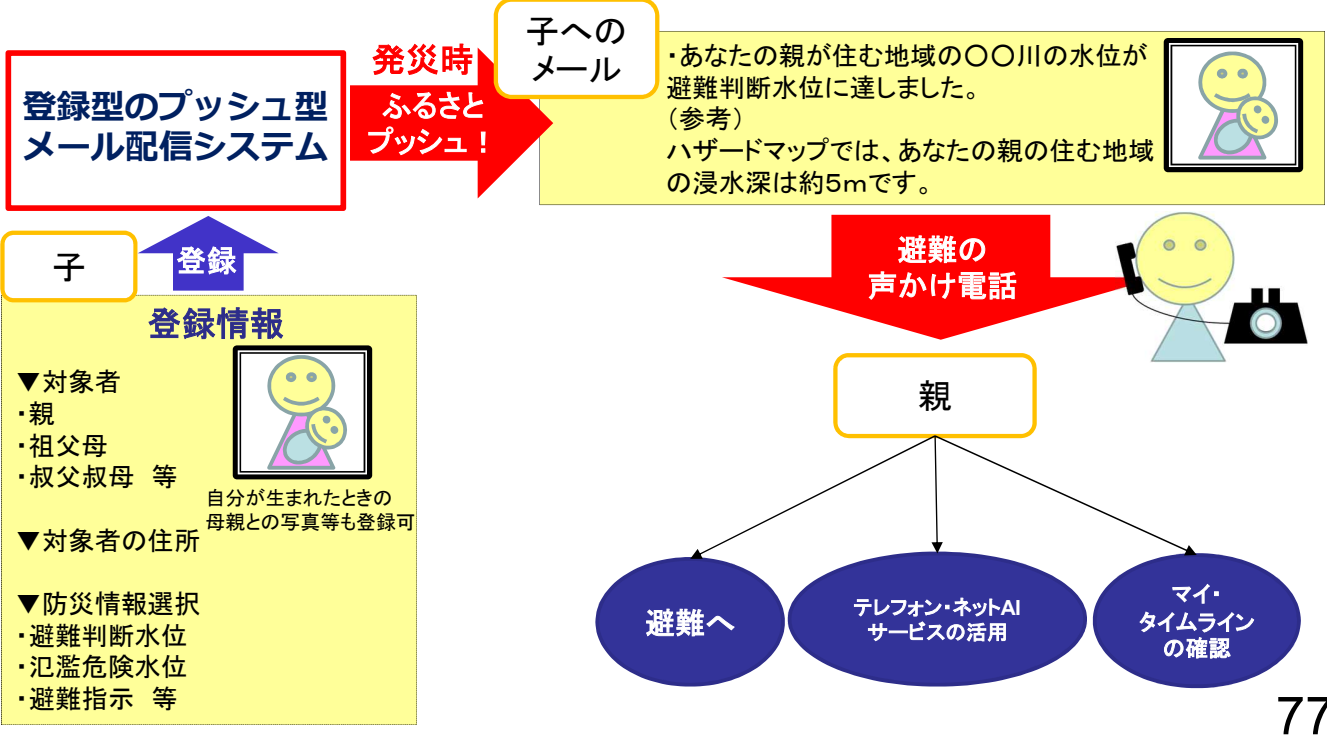 登録型のプッシュ型
メール配信システム
発災時
ふるさと
プッシュ！
子への
メール
・あなたの親が住む地域の〇〇川の水位が
避難判断水位に達しました。
（参考）
ハザードマップでは、あなたの親の住む地域
の浸水深は約5ｍです。
子
登録
登録情報
▼対象者
・親
・祖父母
・叔父叔母　等
自分が生まれたときの
母親との写真等も登録可
▼対象者の住所
▼防災情報選択
・避難判断水位
・氾濫危険水位
・避難指示　等
避難の
声かけ電話
親
避難へ
テレフォン・ネットAI
サービスの活用
マイ・
タイムライン
の確認
77